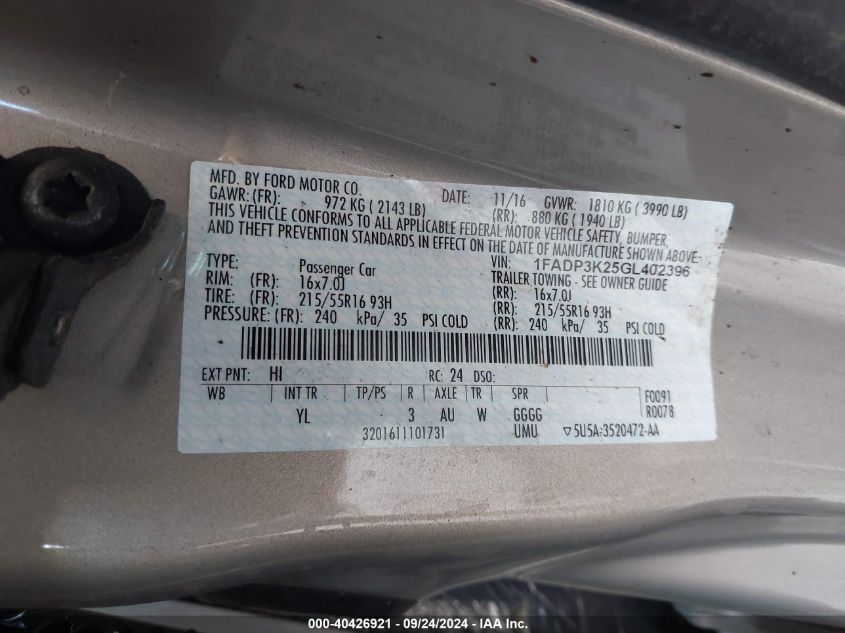 MFD. BY FORD MOTOR CO. DATE: 11/16 GVWR: 1810 KG ( 3990 LB)
GAWR: (FR): 972 KG ( 2143 LB) (RR): 880 KG ( 1940 LB)
THIS VEHICLE CONFORMS TO ALL APPLICABLE FEDERAL MOTOR VEHICLE SAFETY, BUMPER,
AND THEFT PREVENTION STANDARDS IN EFFECT ON THE DATE OF MANUFACTURE SHOWN ABOVE.
VIN: 1FADP3K25GL402396
TYPE: Passenger Car TRAILER TOWING - SEE OWNER GUIDE
RIM: (FR): 16x7.0J (RR): 16x7.0J
TIRE: (FR): 215/55R16 93H (RR): 215/55R16 93H
PRESSURE: (FR): 240 kPa/ 35 PSI COLD (RR): 240 kPa/ 35 PSI COLD
EXT PNT: HI RC: 24 DSO:
WB INT TR TP/PS R AXLE TR SPR F0091
YL 3 AU W GGGG R0078
3201611101731 UMU ▽5U5A-3520472-AA
000-40426921 / 09/24/2024 - IAA Inc.